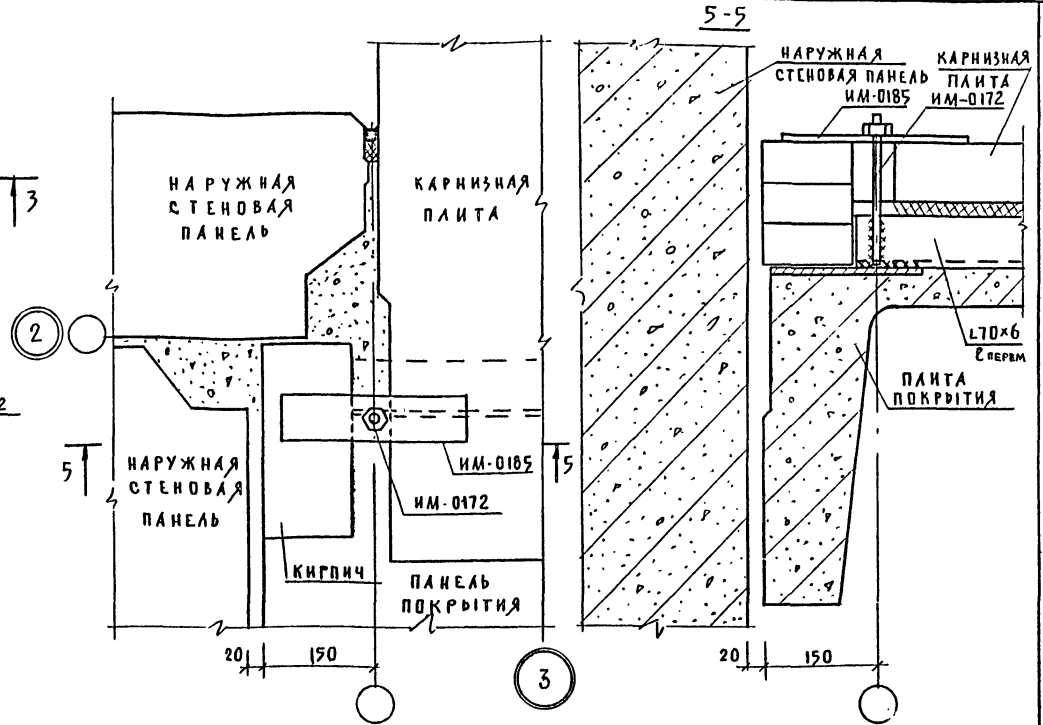 5-5
НАРУЖНАЯ
СТЕНОВАЯ ПАНЕЛЬ
ИМ-0185
КАРНИЗНАЯ
ПЛИТА
ИМ-0172
3
НАРУЖНАЯ
СТЕНОВАЯ
ПАНЕЛЬ
КАРНИЗНАЯ
ПЛИТА
2
2
L70×6
ℓ ПЕРЕМ
ПЛИТА
ПОКРЫТИЯ
5
НАРУЖНАЯ
СТЕНОВАЯ
ПАНЕЛЬ
ИМ-0185
5
ИМ-0172
КИРПИЧ
ПАНЕЛЬ
ПОКРЫТИЯ
20
150
3
20
150